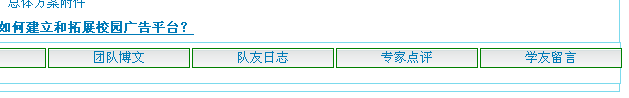 总体方案附件
如何建立和拓展校园广告平台？
团队博文 队友日志 专家点评 学友留言